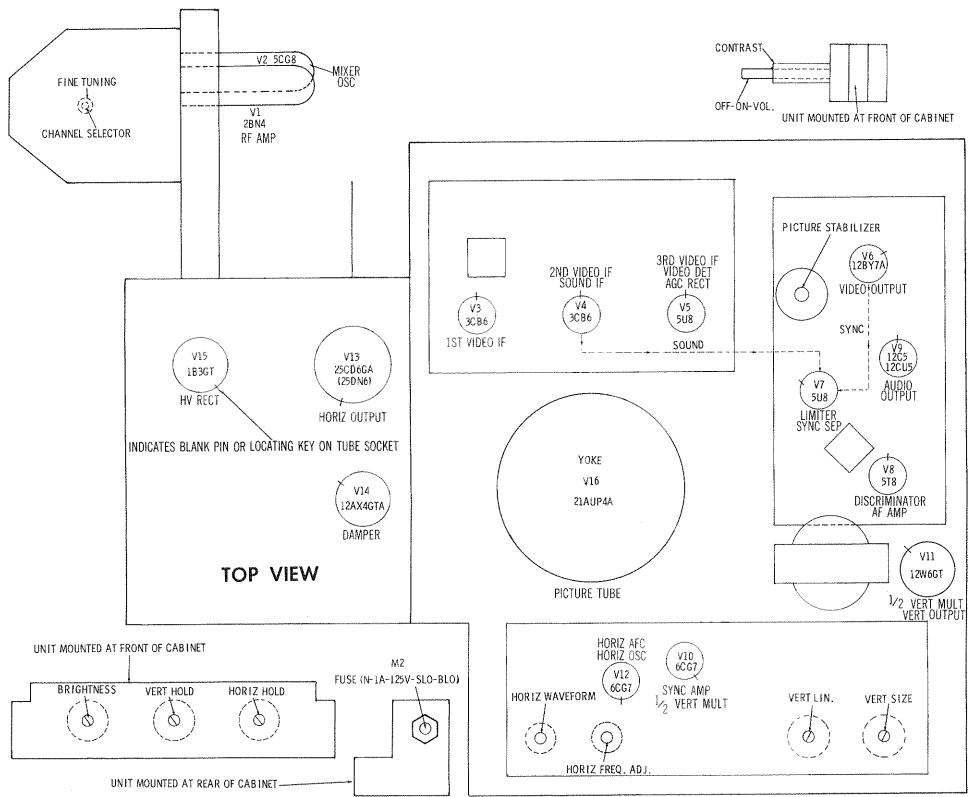 V2 5CG8
MIXER
OSC
FINE TUNING
CHANNEL SELECTOR
V1
2BN4
RF AMP
CONTRAST
OFF-ON-VOL.
UNIT MOUNTED AT FRONT OF CABINET
PICTURE STABILIZER
V6
12BY7A
VIDEO OUTPUT
2ND VIDEO IF
SOUND IF
3RD VIDEO IF
VIDEO DET
AGC RECT
V3
3CB6
1ST VIDEO IF
V4
3CB6
V5
5U8
SOUND
SYNC
V9
12C5
12CU5
AUDIO
OUTPUT
V7
5U8
LIMITER
SYNC SEP
V8
5T8
DISCRIMINATOR
AF AMP
V15
1B3GT
HV RECT
V13
25CD6GA
(25DN6)
HORIZ OUTPUT
INDICATES BLANK PIN OR LOCATING KEY ON TUBE SOCKET
V14
12AX4GTA
DAMPER
TOP VIEW
YOKE
V16
21AUP4A
PICTURE TUBE
V11
12W6GT
1/2 VERT MULT
VERT OUTPUT
UNIT MOUNTED AT FRONT OF CABINET
BRIGHTNESS
VERT HOLD
HORIZ HOLD
M2
FUSE (N-1A-125V-SLO-BLO)
UNIT MOUNTED AT REAR OF CABINET
HORIZ AFC
HORIZ OSC
V12
6CG7
V10
6CG7
SYNC AMP
1/2 VERT MULT
HORIZ WAVEFORM
HORIZ FREQ. ADJ.
VERT LIN.
VERT SIZE